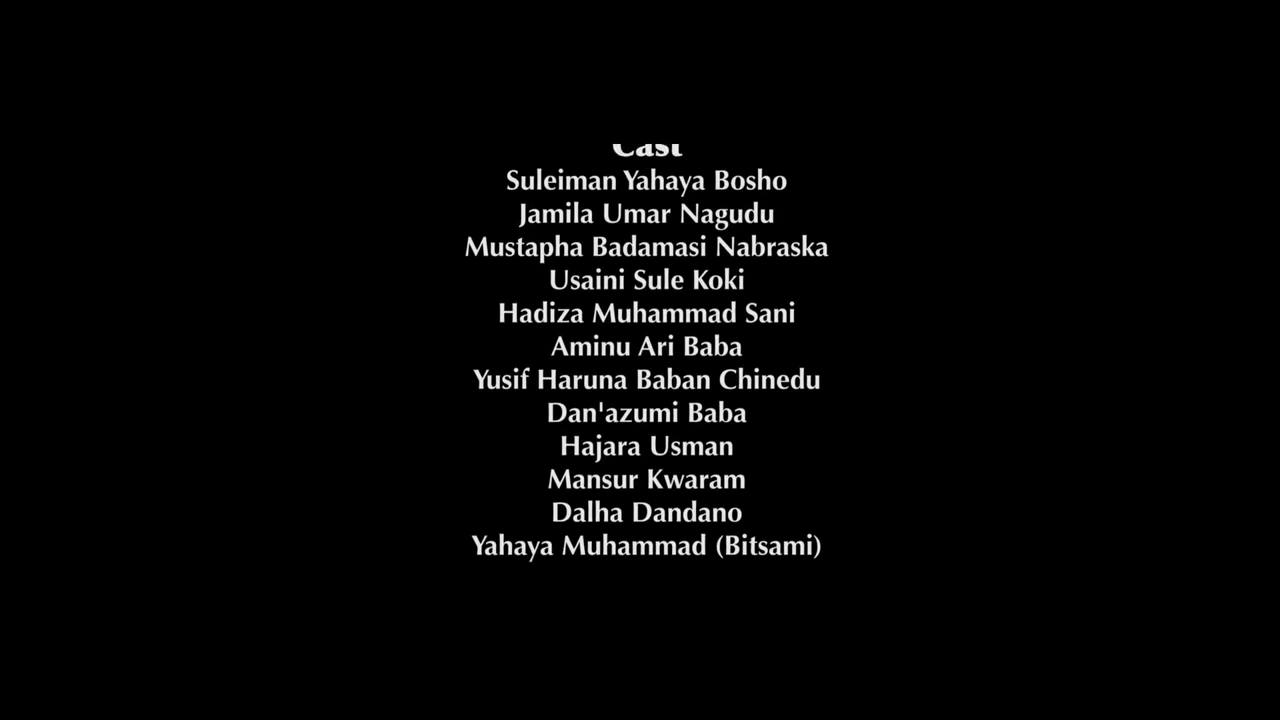 Cast
Suleiman Yahaya Bosho
Jamila Umar Nagudu
Mustapha Badamasi Nabraska
Usaini Sule Koki
Hadiza Muhammad Sani
Aminu Ari Baba
Yusif Haruna Baban Chinedu
Dan'azumi Baba
Hajara Usman
Mansur Kwaram
Dalha Dandano
Yahaya Muhammad (Bitsami)